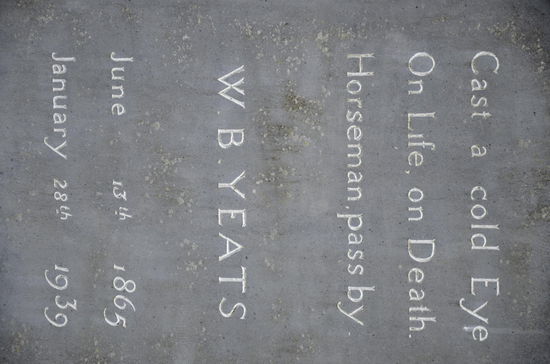 Cast a cold Eye
On Life, on Death.
Horseman, pass by.
W. B. YEATS
June 13th 1865
January 28th 1939